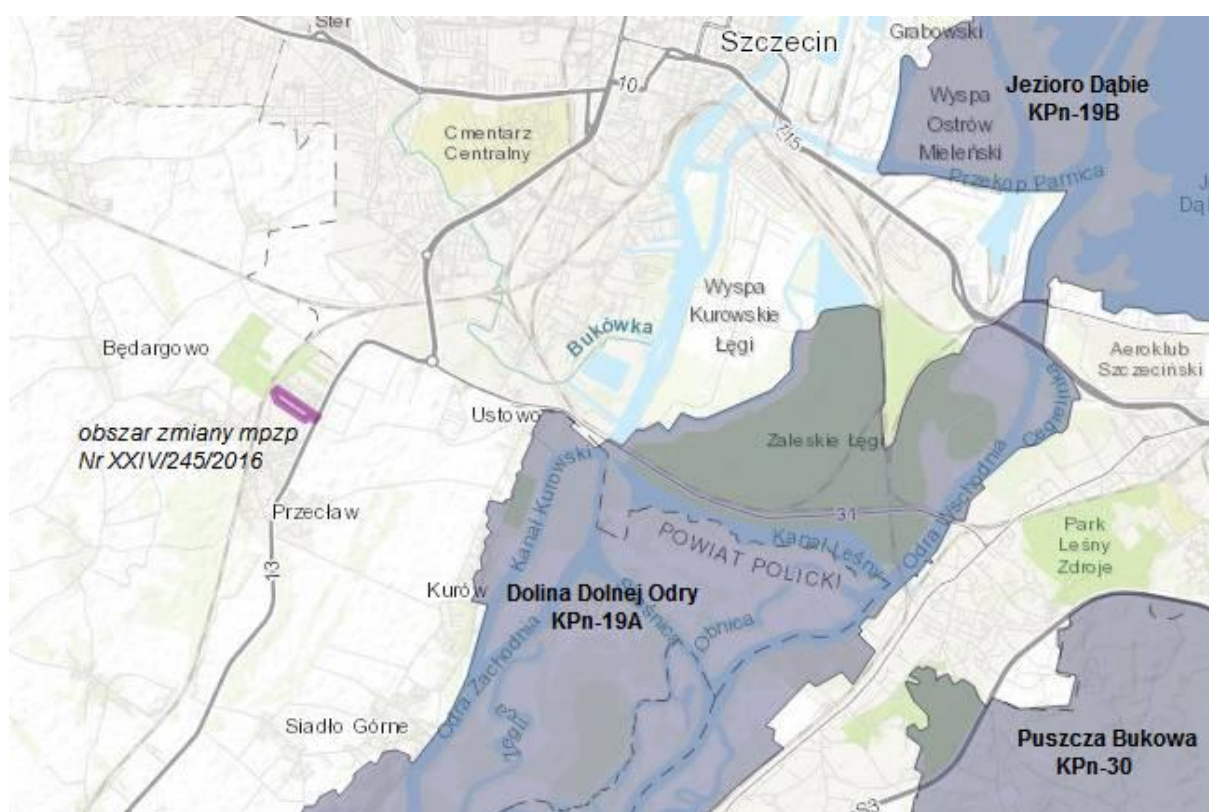 Ster
Szczecin
Grabowski
10
Jezioro Dąbie
KPn-19B
Wyspa
Ostrów
Mieleński
Cmentarz
Centralny
Przekop Parnica
Wyspa
Kurowskie
Łęgi
Bukówka
Będargowo
Aeroklub
Szczeciński
Ustowo
Zaleskie Łęgi
obszar zmiany mpzp
Nr XXIV/245/2016
Cegielinka
Kanał Kurowski
31
Przecław
Kanał Leśny
Odra Wschodnia
POWIAT POLICKI
Park
Leśny
Zdroje
13
Kurów
Dolina Dolnej Odry
KPn-19A
Obnica
Odra Zachodnia
Siadło Górne
Puszcza Bukowa
KPn-30
S3